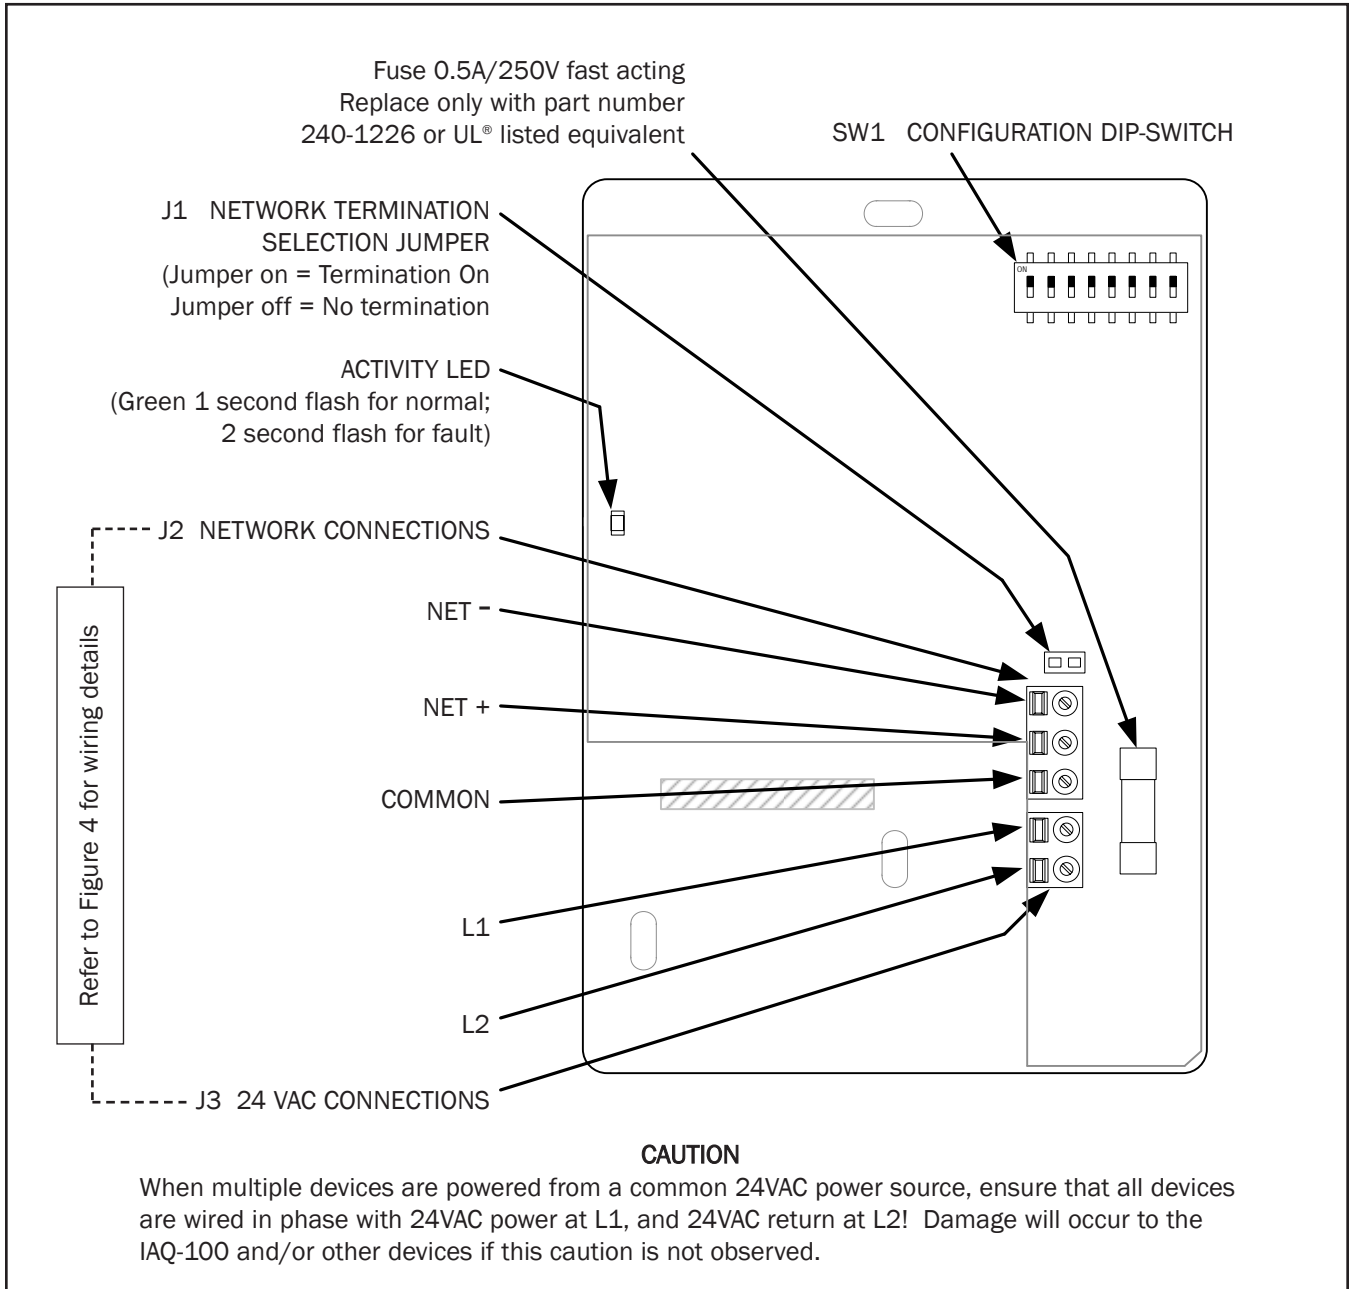 Fuse 0.5A/250V fast acting
Replace only with part number
240-1226 or UL® listed equivalent
SW1 CONFIGURATION DIP-SWITCH
J1 NETWORK TERMINATION
SELECTION JUMPER
(Jumper on = Termination On
Jumper off = No termination
ON
ACTIVITY LED
(Green 1 second flash for normal;
2 second flash for fault)
J2 NETWORK CONNECTIONS
NET -
NET +
COMMON
L1
L2
J3 24 VAC CONNECTIONS
Refer to Figure 4 for wiring details
CAUTION
When multiple devices are powered from a common 24VAC power source, ensure that all devices
are wired in phase with 24VAC power at L1, and 24VAC return at L2! Damage will occur to the
IAQ-100 and/or other devices if this caution is not observed.